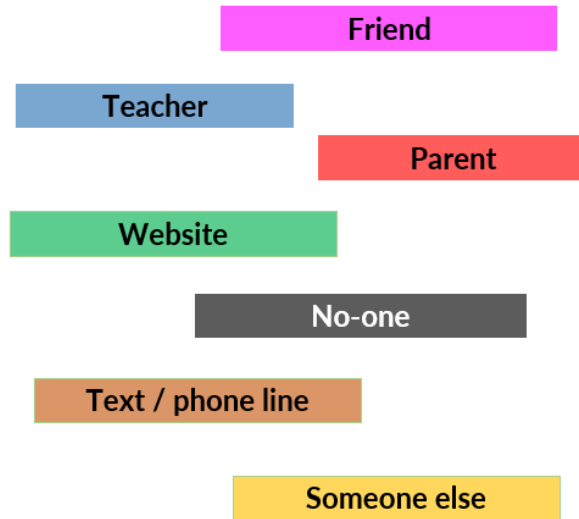 Friend
Teacher
Parent
Website
No-one
Text / phone line
Someone else